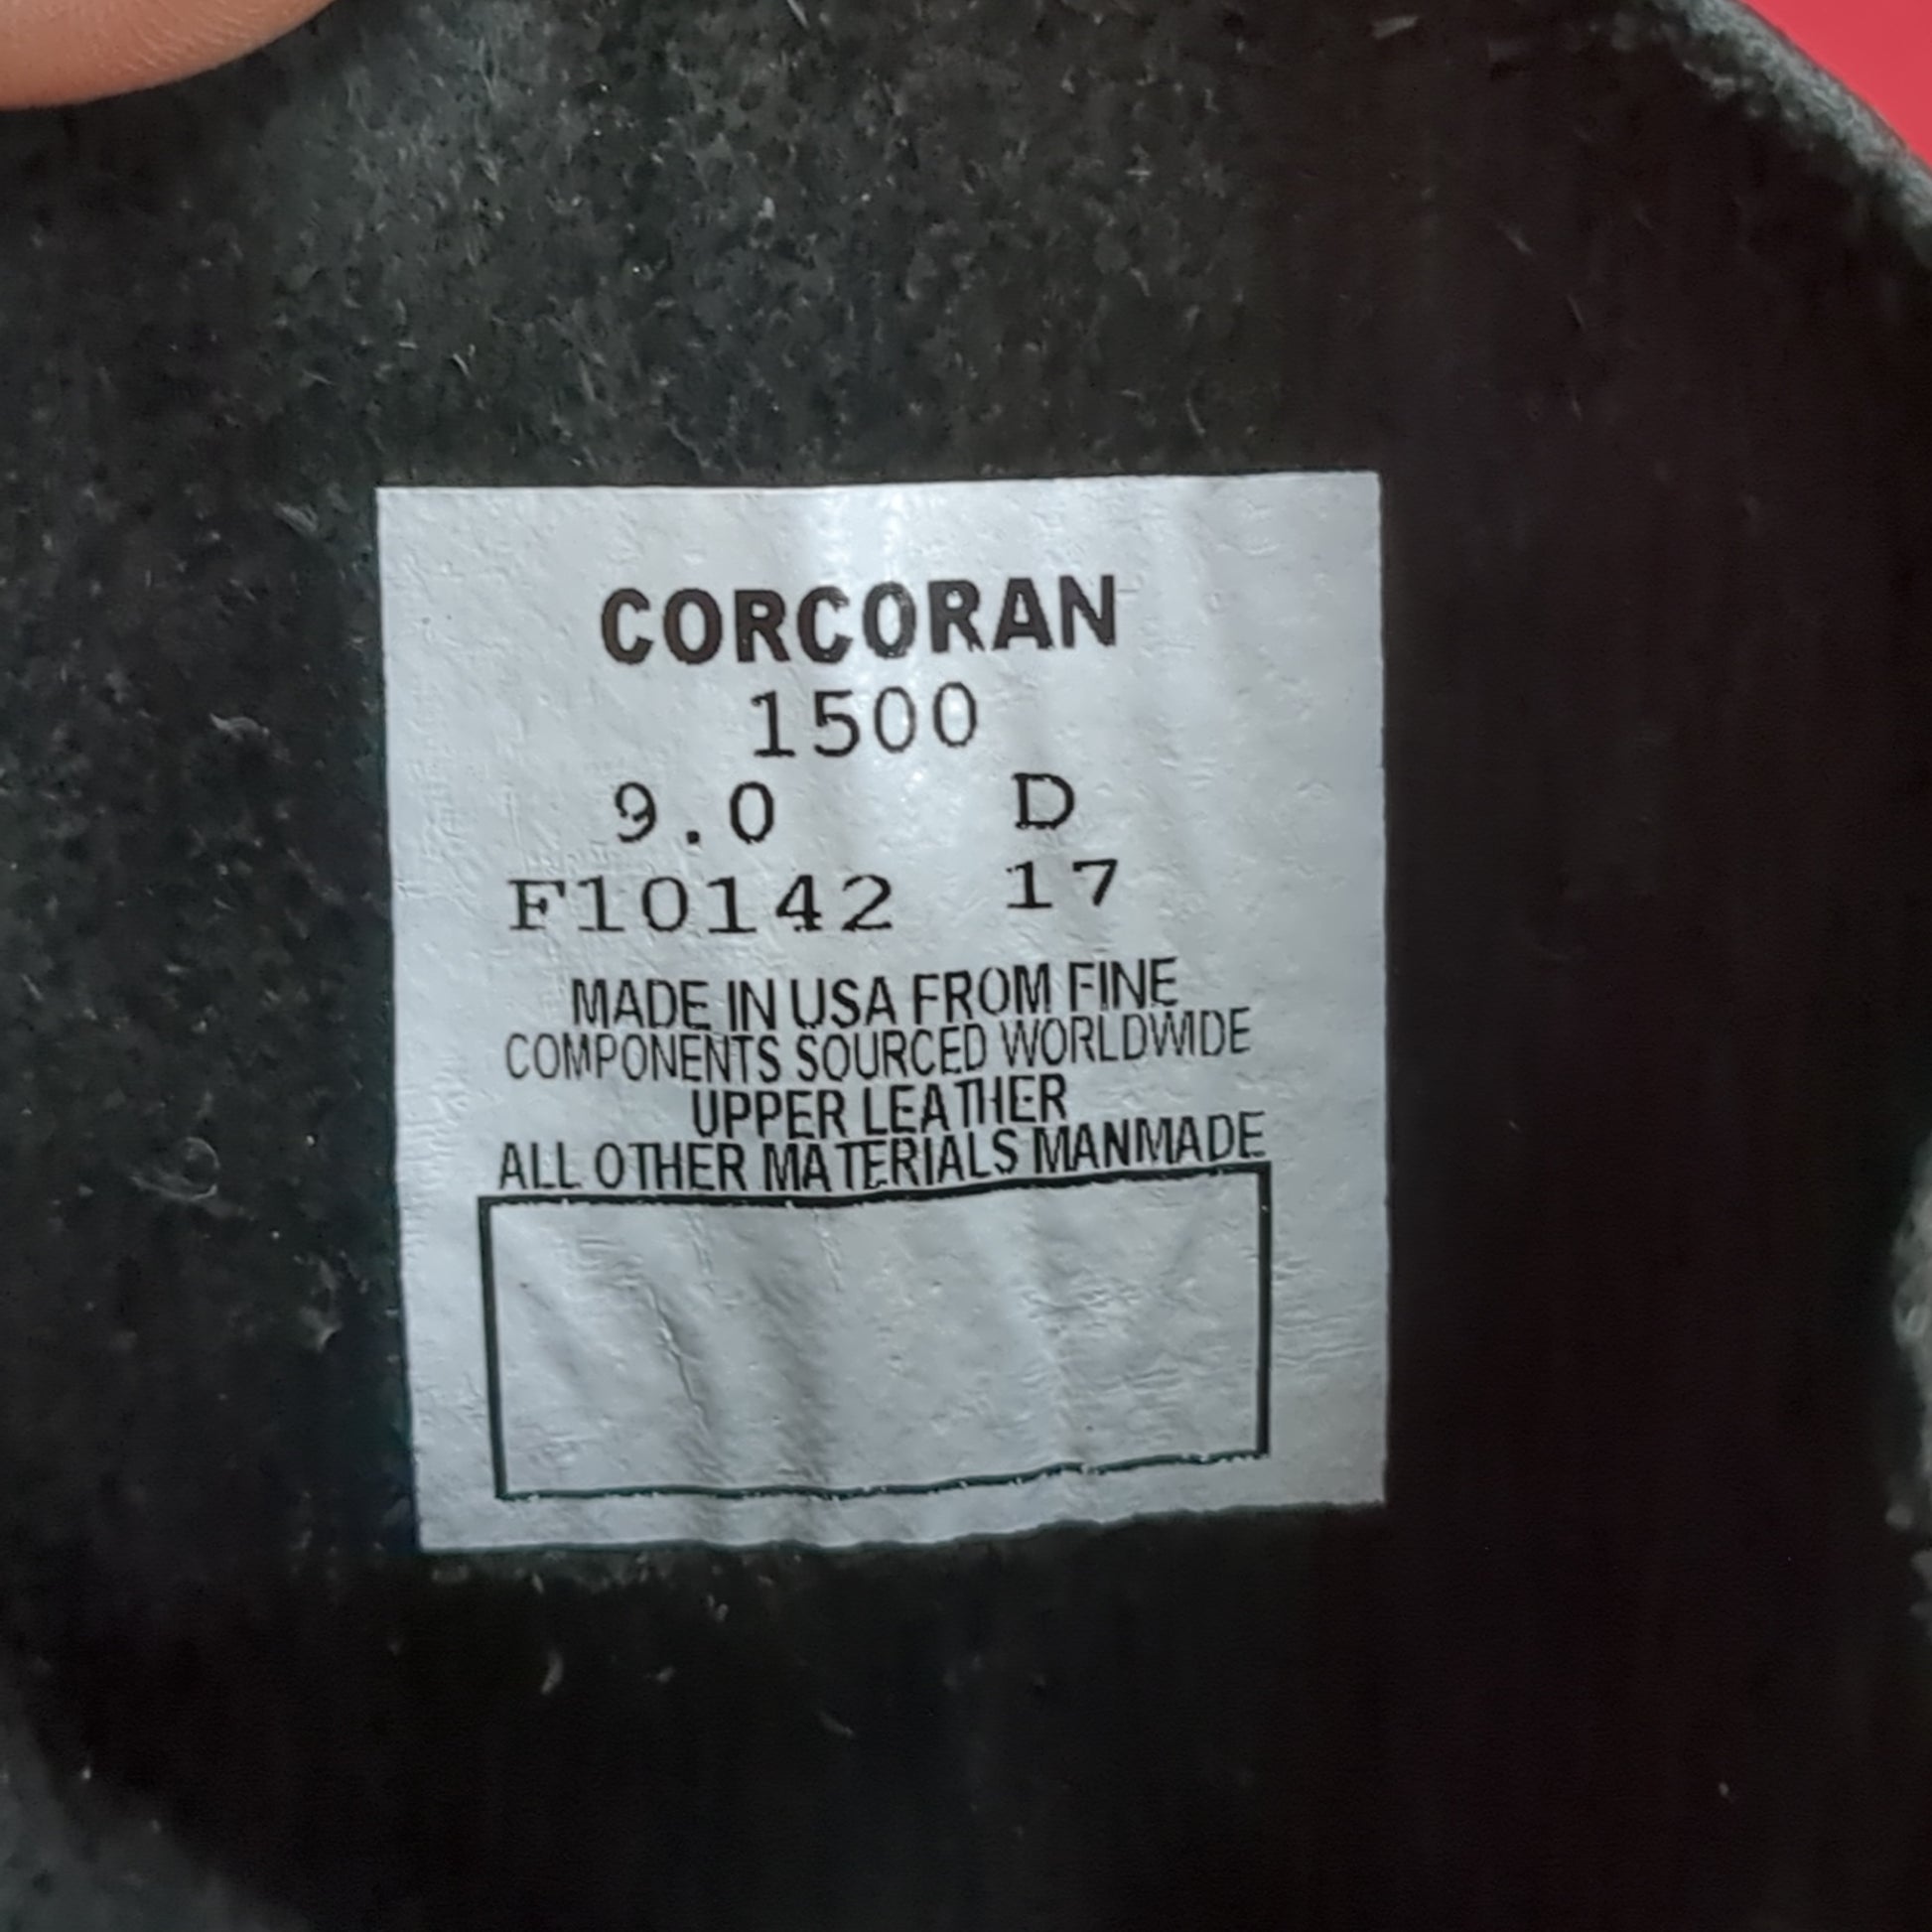 CORCORAN
1500
9.0 D
F10142 17
MADE IN USA FROM FINE
COMPONENTS SOURCED WORLDWIDE
UPPER LEATHER
ALL OTHER MATERIALS MANMADE